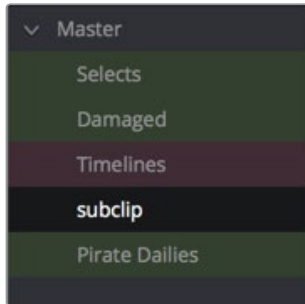 Master
Selects
Damaged
Timelines
subclip
Pirate Dailies